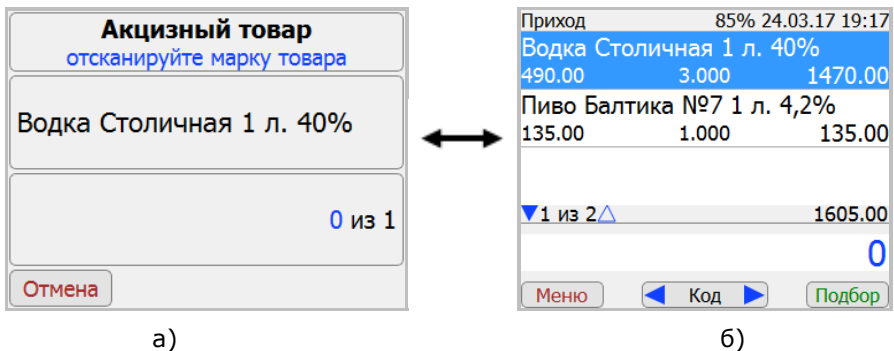 Акцизный товар
отсканируйте марку товара
Водка Столичная 1 л. 40%
0 из 1
Отмена
а)
Приход 85% 24.03.17 19:17
Водка Столичная 1 л. 40%
490.00 3.000 1470.00
Пиво Балтика №7 1 л. 4,2%
135.00 1.000 135.00
1 из 2 1605.00
0
Меню Код Подбор
б)